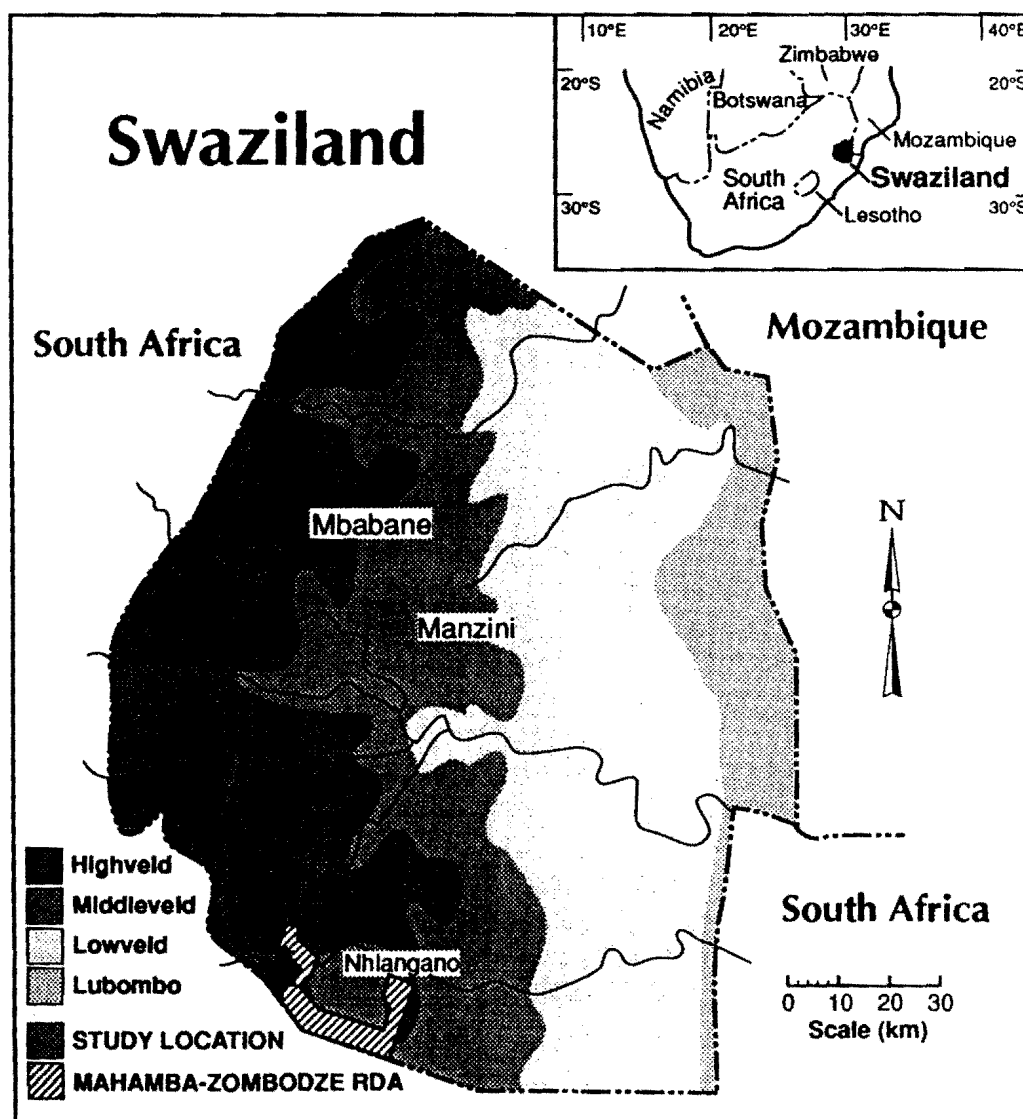 Swaziland
10°E 20°E 30°E 40°E
20°S 20°S
Zimbabwe
Namibia
Botswana
Mozambique
Swaziland
South
Africa
Lesotho
30°S 30°S
South Africa
Mozambique
Mbabane
N
Manzini
Highveld
Middleveld
Lowveld
Lubombo
Nhlangano
South Africa
0 10 20 30
Scale (km)
STUDY LOCATION
MAHAMBA-ZOMBODZE RDA